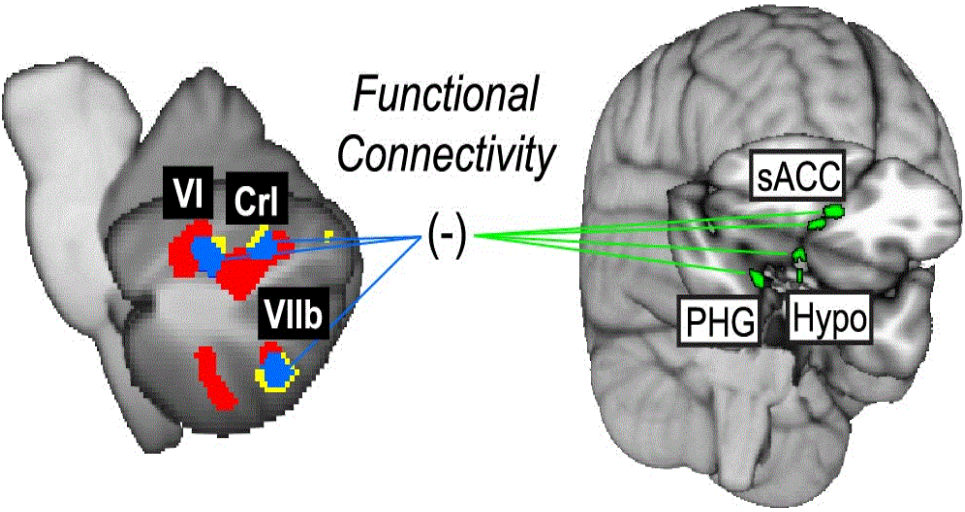 Functional
Connectivity
(-)
VI
CrI
VIIb
sACC
PHG
Hypo